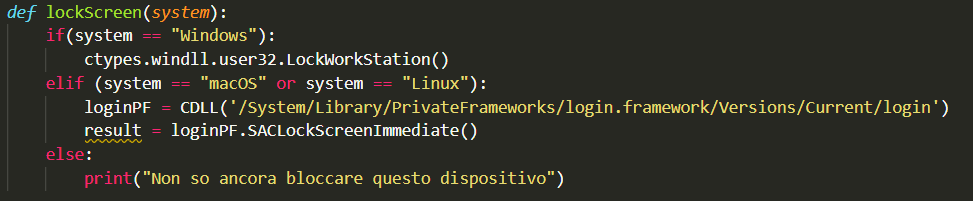 def lockScreen(system):
    if(system == "Windows"):
        ctypes.windll.user32.LockWorkStation()
    elif (system == "macOS" or system == "Linux"):
        loginPF = CDLL('/System/Library/PrivateFrameworks/login.framework/Versions/Current/login')
        result = loginPF.SACLockScreenImmediate()
    else:
        print("Non so ancora bloccare questo dispositivo")